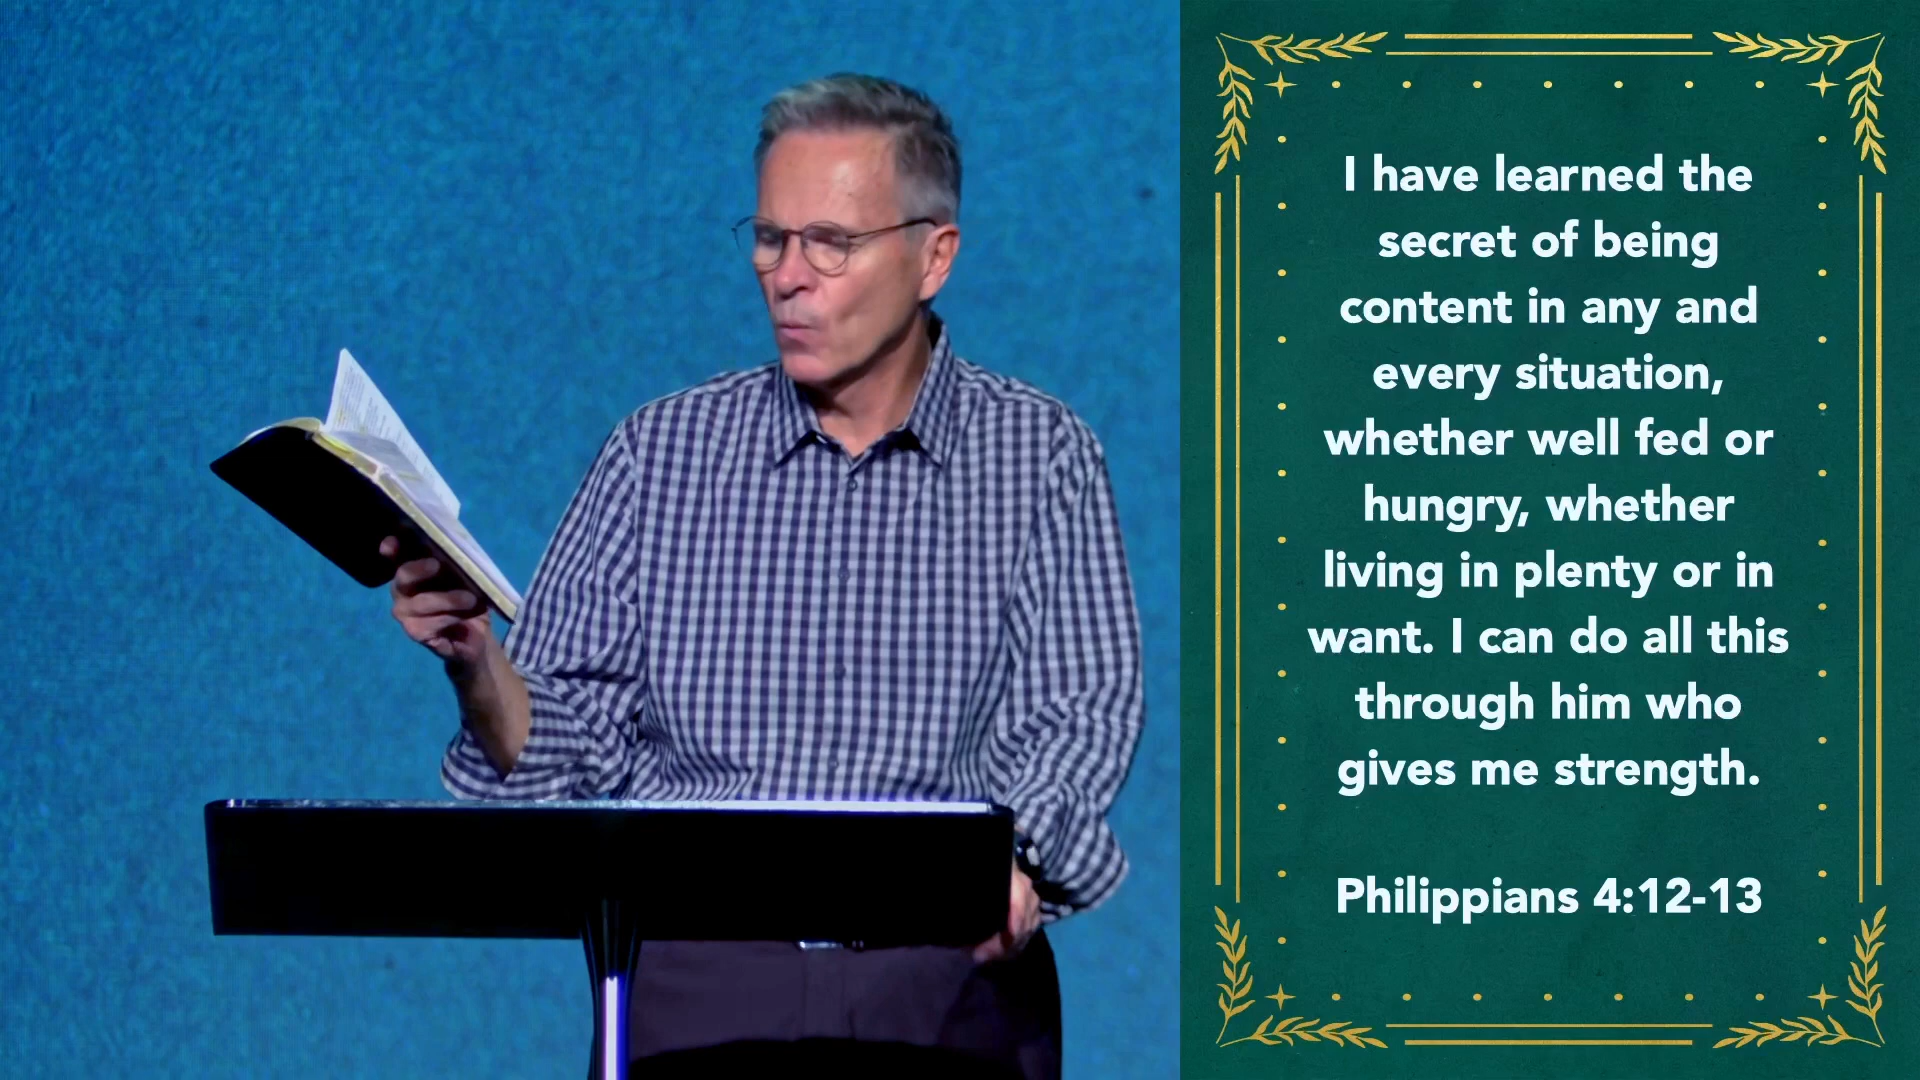 I have learned the
secret of being
content in any and
every situation,
whether well fed or
hungry, whether
living in plenty or in
want. I can do all this
through him who
gives me strength.
Philippians 4:12-13